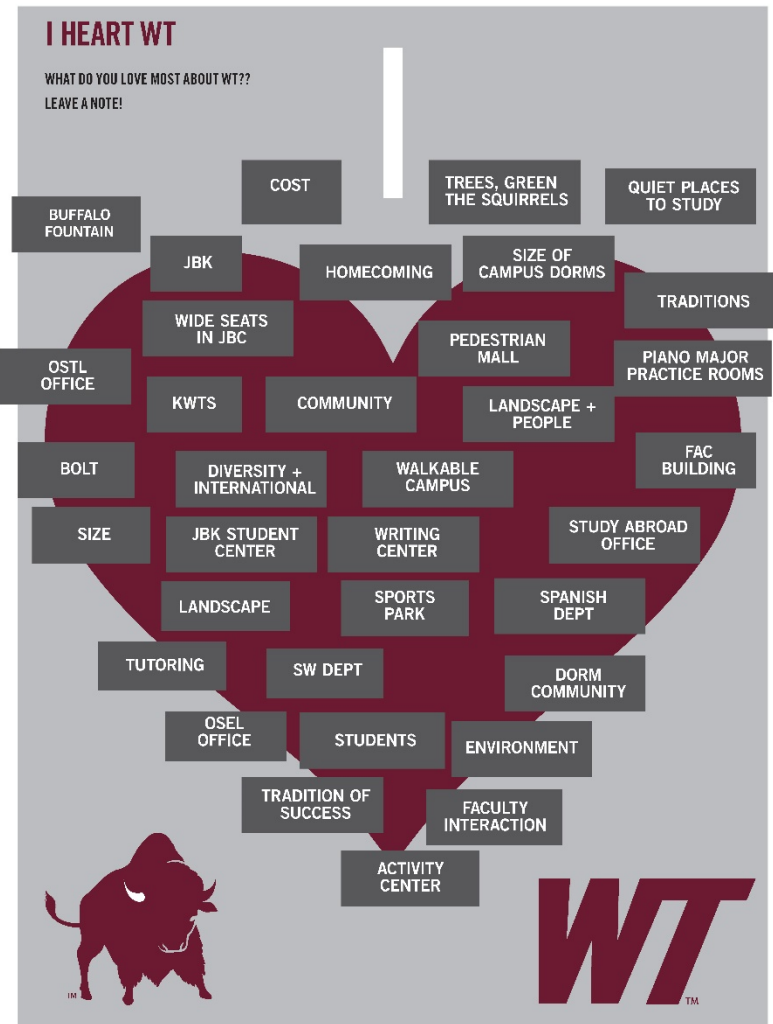 I HEART WT
WHAT DO YOU LOVE MOST ABOUT WT??
LEAVE A NOTE!
COST
TREES, GREEN
THE SQUIRRELS
QUIET PLACES
TO STUDY
BUFFALO
FOUNTAIN
JBK
HOMECOMING
SIZE OF
CAMPUS DORMS
TRADITIONS
WIDE SEATS
IN JBC
PEDESTRIAN
MALL
PIANO MAJOR
PRACTICE ROOMS
OSTL
OFFICE
KWTS
COMMUNITY
LANDSCAPE +
PEOPLE
FAC
BUILDING
BOLT
DIVERSITY +
INTERNATIONAL
WALKABLE
CAMPUS
SIZE
JBK STUDENT
CENTER
WRITING
CENTER
STUDY ABROAD
OFFICE
LANDSCAPE
SPORTS
PARK
SPANISH
DEPT
TUTORING
SW DEPT
DORM
COMMUNITY
OSEL
OFFICE
STUDENTS
ENVIRONMENT
TRADITION OF
SUCCESS
FACULTY
INTERACTION
ACTIVITY
CENTER
TM
WT
TM